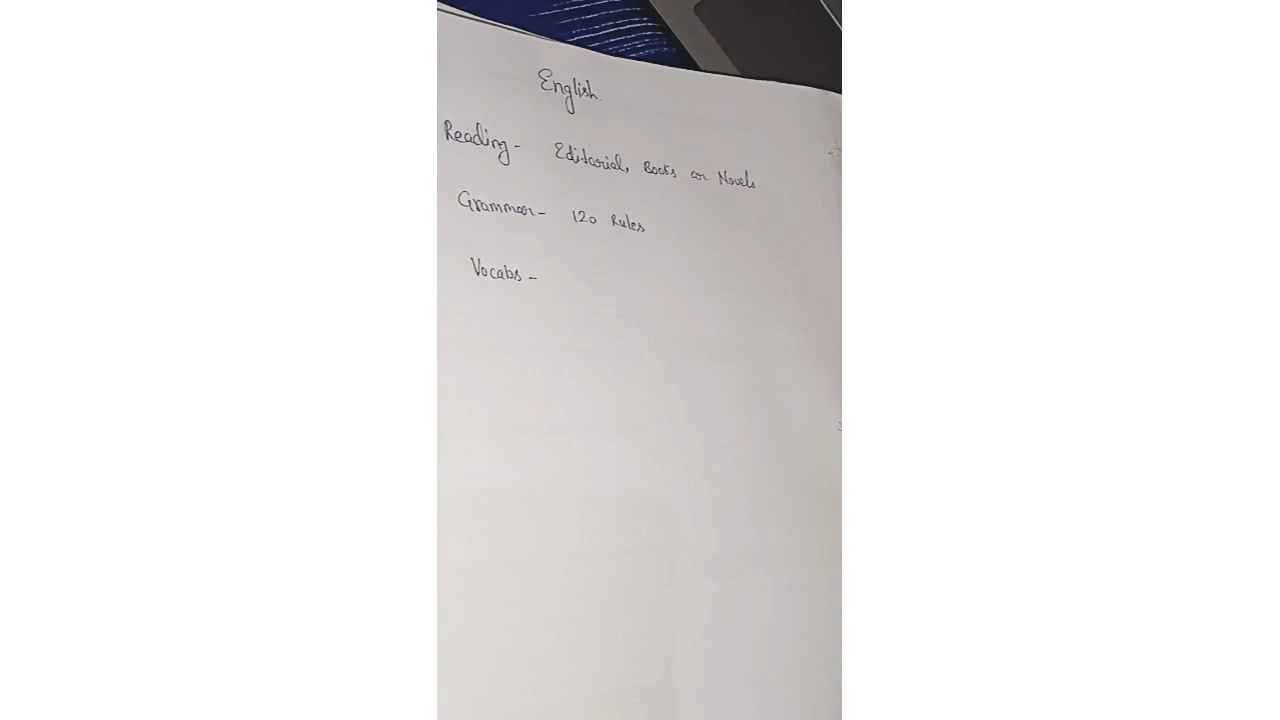 English.
Reading - Editorial, Books or Novels
Grammar - 120 Rules
Vocabs -